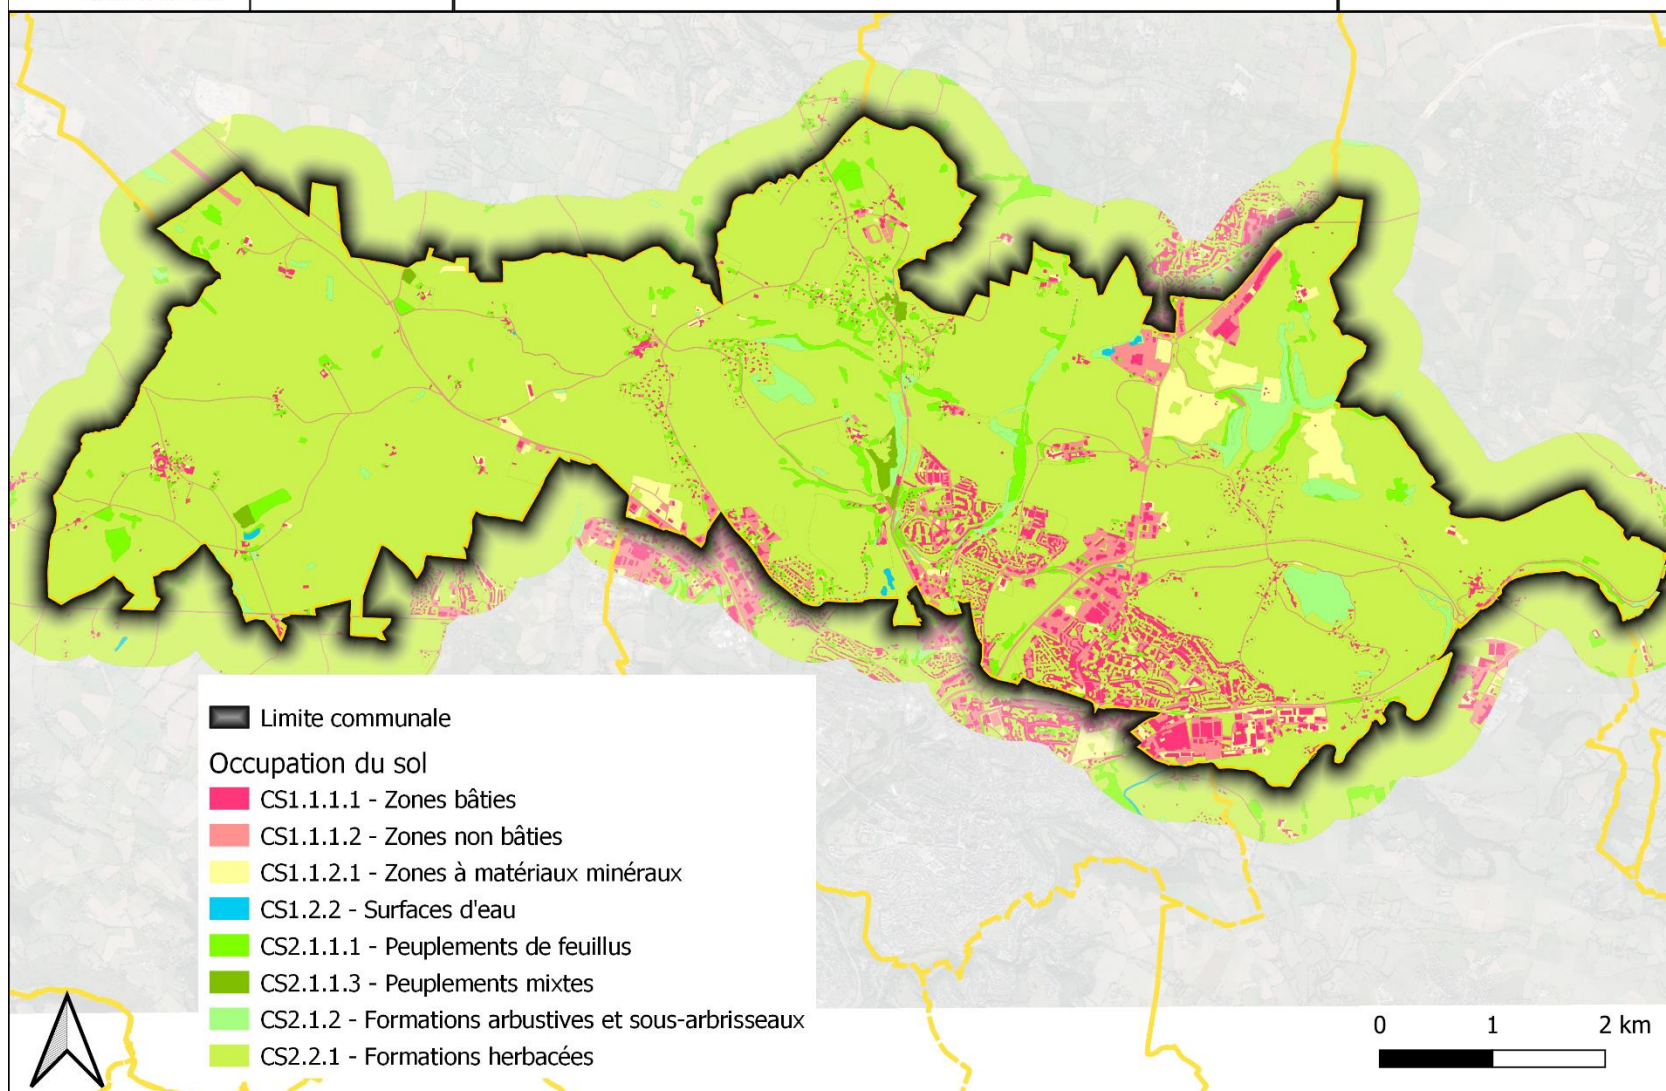 Limite communale
Occupation du sol
CS1.1.1.1 - Zones bâties
CS1.1.1.2 - Zones non bâties
CS1.1.2.1 - Zones à matériaux minéraux
CS1.2.2 - Surfaces d'eau
CS2.1.1.1 - Peuplements de feuillus
CS2.1.1.3 - Peuplements mixtes
CS2.1.2 - Formations arbustives et sous-arbrisseaux
CS2.2.1 - Formations herbacées
0 1 2 km